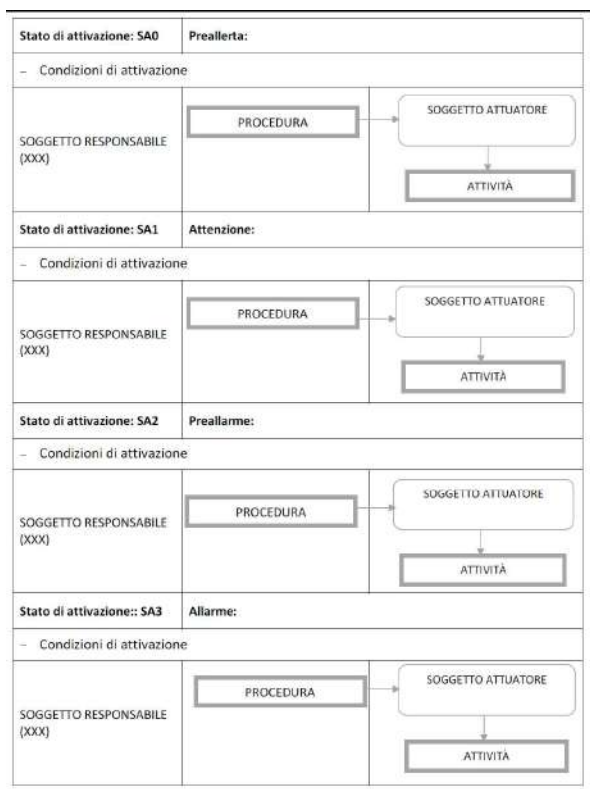 Stato di attivazione: SA0 Preallerta:
– Condizioni di attivazione
SOGGETTO RESPONSABILE
(XXX)
PROCEDURA
SOGGETTO ATTUATORE
ATTIVITÀ
Stato di attivazione: SA1 Attenzione:
– Condizioni di attivazione
SOGGETTO RESPONSABILE
(XXX)
PROCEDURA
SOGGETTO ATTUATORE
ATTIVITÀ
Stato di attivazione: SA2 Preallarme:
– Condizioni di attivazione
SOGGETTO RESPONSABILE
(XXX)
PROCEDURA
SOGGETTO ATTUATORE
ATTIVITÀ
Stato di attivazione:: SA3 Allarme:
– Condizioni di attivazione
SOGGETTO RESPONSABILE
(XXX)
PROCEDURA
SOGGETTO ATTUATORE
ATTIVITÀ